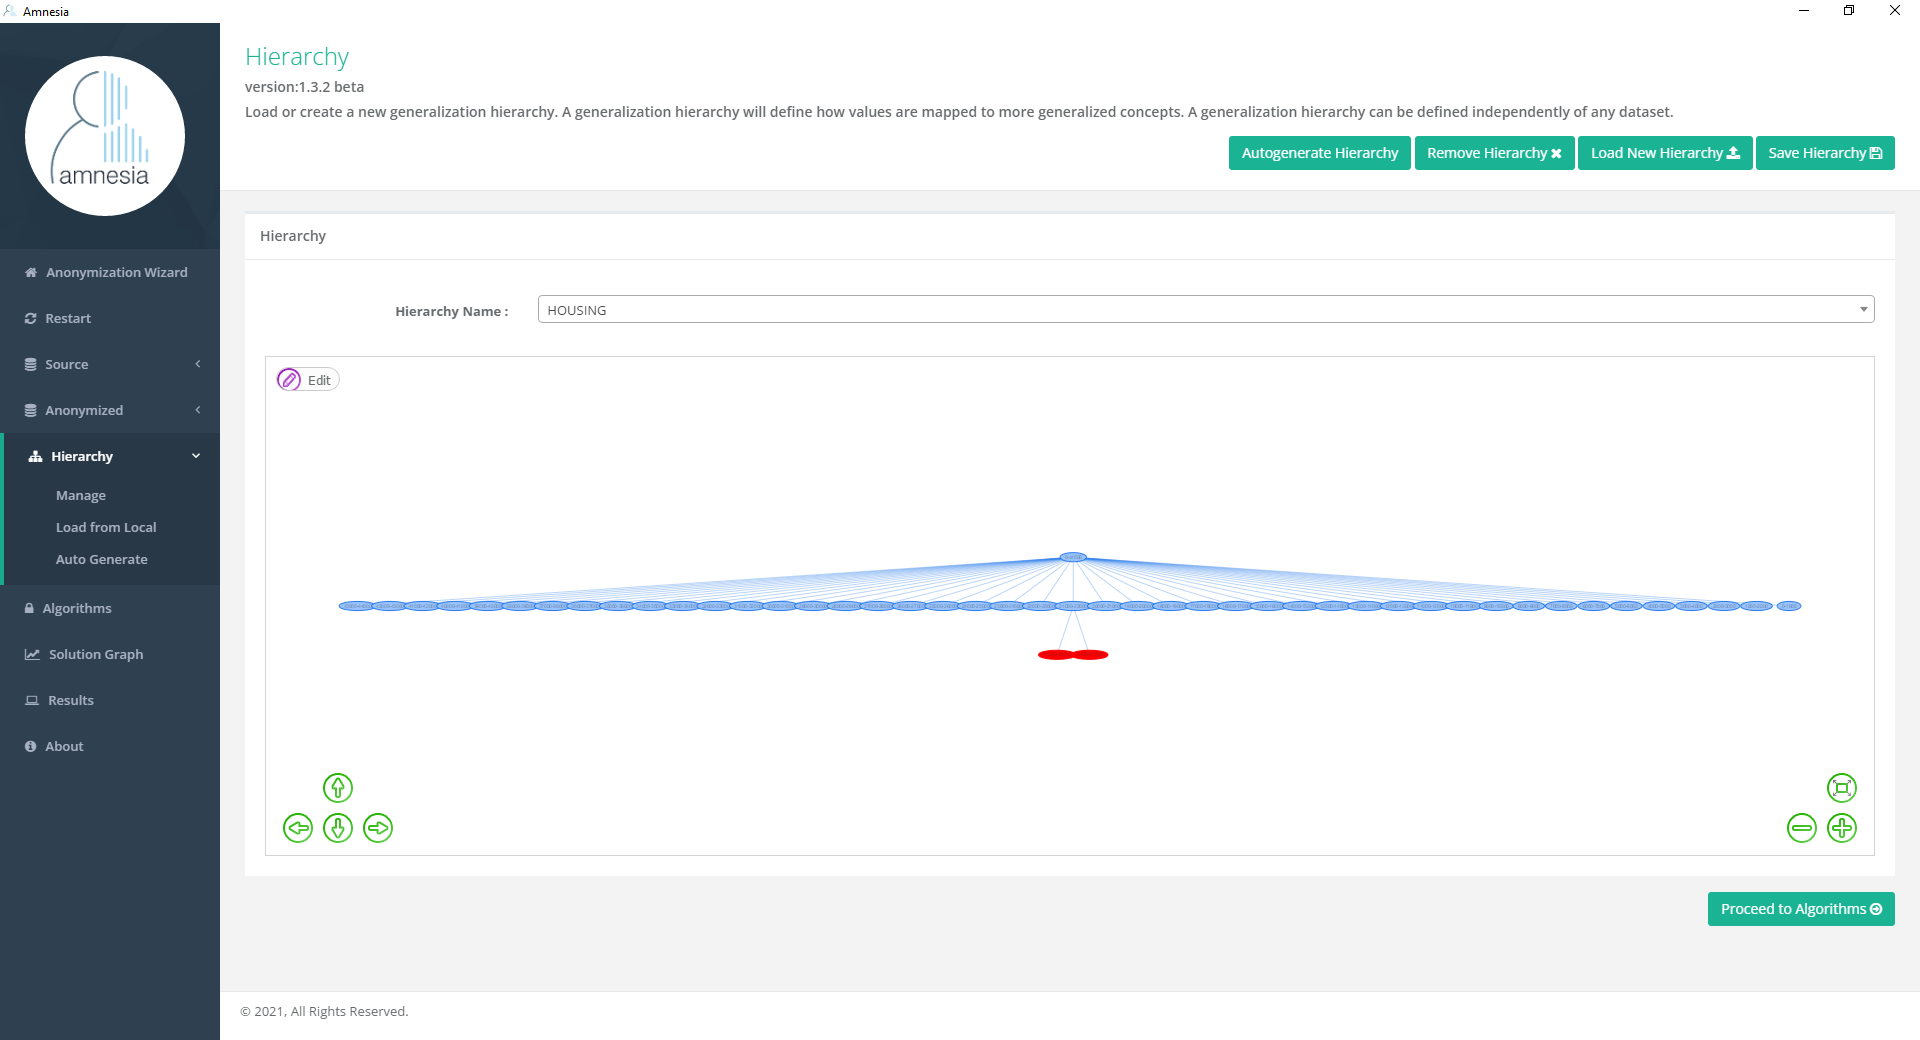 Amnesia
amnesia
Anonymization Wizard
Restart
Source
Anonymized
Hierarchy
Manage
Load from Local
Auto Generate
Algorithms
Solution Graph
Results
About
Hierarchy
version:1.3.2 beta
Load or create a new generalization hierarchy. A generalization hierarchy will define how values are mapped to more generalized concepts. A generalization hierarchy can be defined independently of any dataset.
Autogenerate Hierarchy
Remove Hierarchy
Load New Hierarchy
Save Hierarchy
Hierarchy
Hierarchy Name :
HOUSING
Edit
Proceed to Algorithms
© 2021, All Rights Reserved.